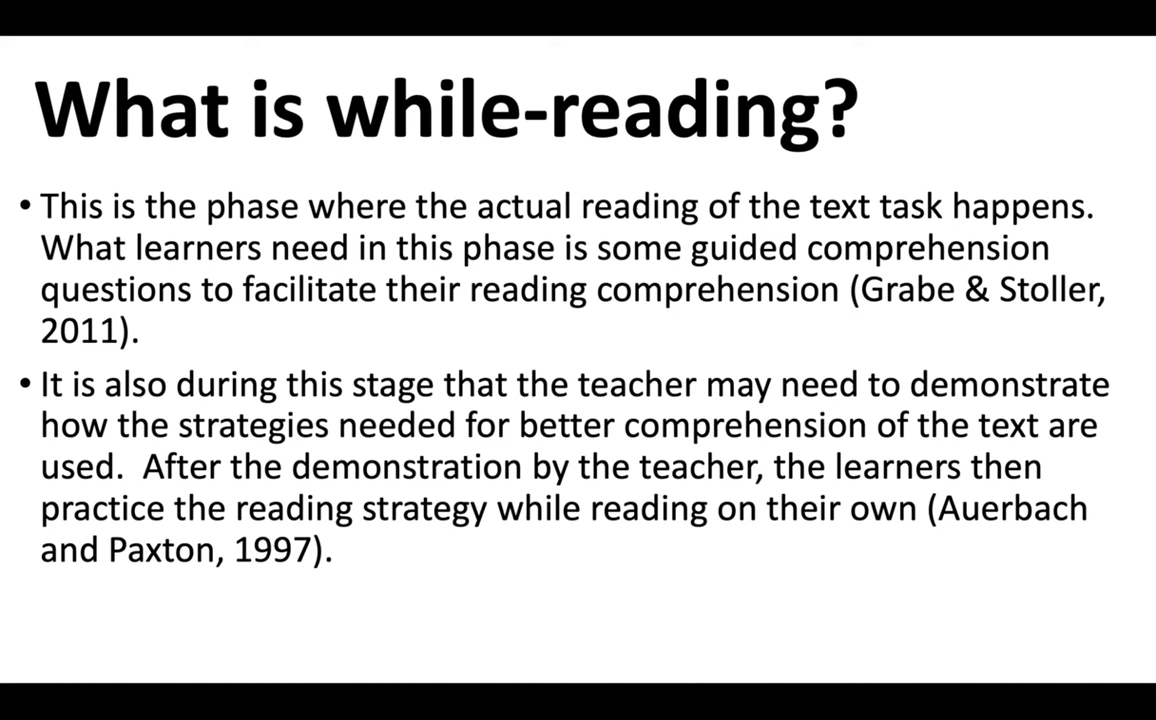 What is while-reading?
• This is the phase where the actual reading of the text task happens.
What learners need in this phase is some guided comprehension
questions to facilitate their reading comprehension (Grabe & Stoller,
2011).
• It is also during this stage that the teacher may need to demonstrate
how the strategies needed for better comprehension of the text are
used.  After the demonstration by the teacher, the learners then
practice the reading strategy while reading on their own (Auerbach
and Paxton, 1997).